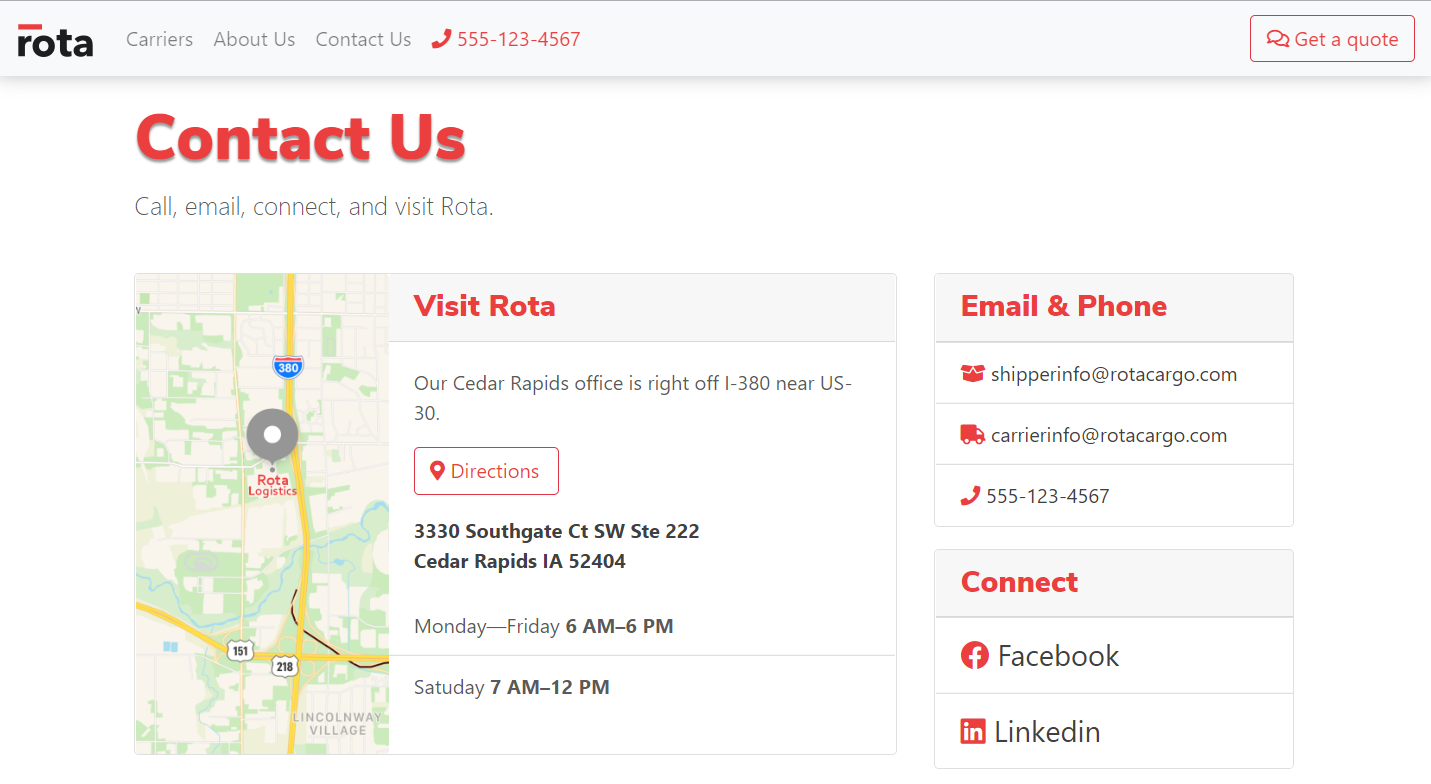 rota
Carriers
About Us
Contact Us
555-123-4567
Get a quote
Contact Us
Call, email, connect, and visit Rota.
380
Rota
Logistics
151
218
LINCOLNWAY
VILLAGE
Visit Rota
Our Cedar Rapids office is right off I-380 near US-
30.
Directions
3330 Southgate Ct SW Ste 222
Cedar Rapids IA 52404
Monday—Friday 6 AM–6 PM
Satuday 7 AM–12 PM
Email & Phone
shipperinfo@rotacargo.com
carrierinfo@rotacargo.com
555-123-4567
Connect
Facebook
Linkedin